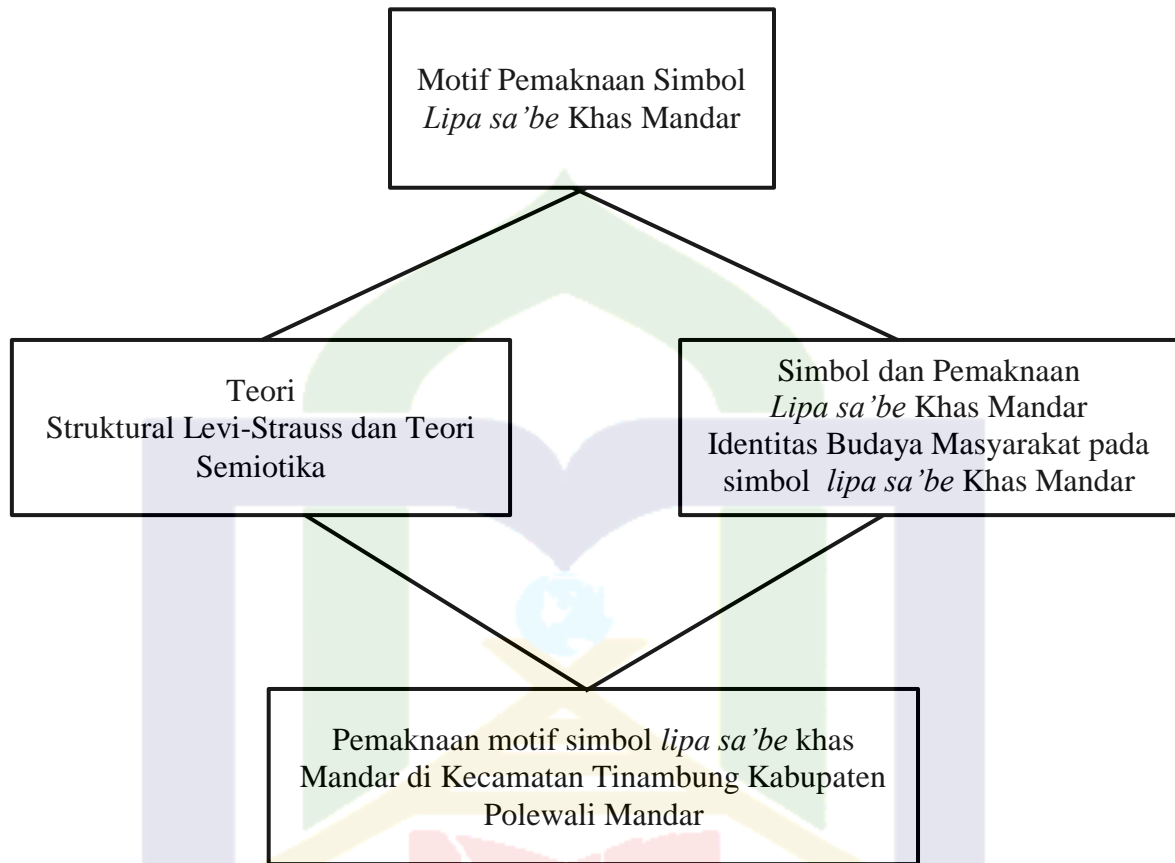 Motif Pemaknaan Simbol
Lipa sa’be Khas Mandar
Teori
Struktural Levi-Strauss dan Teori
Semiotika
Simbol dan Pemaknaan
Lipa sa’be Khas Mandar
Identitas Budaya Masyarakat pada
simbol lipa sa’be Khas Mandar
Pemaknaan motif simbol lipa sa’be khas
Mandar di Kecamatan Tinambung Kabupaten
Polewali Mandar